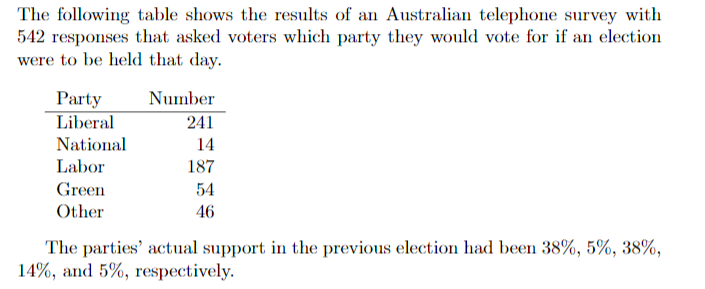 The following table shows the results of an Australian telephone survey with
542 responses that asked voters which party they would vote for if an election
were to be held that day.
Party Number
Liberal 241
National 14
Labor 187
Green 54
Other 46
The parties' actual support in the previous election had been 38%, 5%, 38%,
14%, and 5%, respectively.